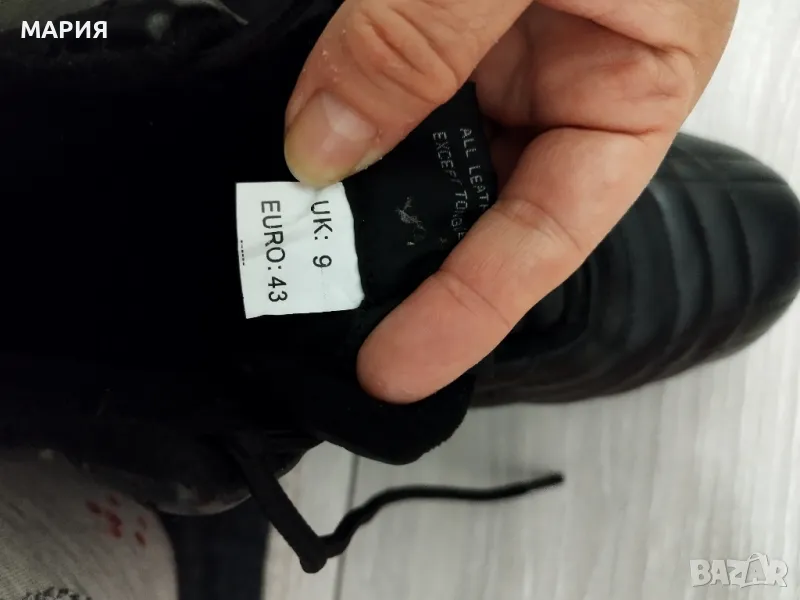 МАРИЯ
UK: 9
EURO: 43
ALL LEATH
EXCEPT TONGUE
BAZAR